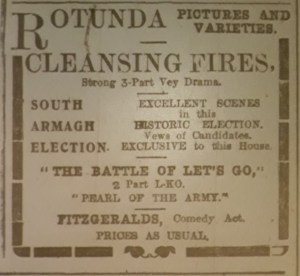 ROTUNDA PICTURES AND
VARIETIES.
CLEANSING FIRES,
Strong 3-Part Vey Drama.
SOUTH EXCELLENT SCENES
in this
ARMAGH HISTORIC ELECTION.
Vews of Candidates.
ELECTION. EXCLUSIVE to this House.
"THE BATTLE OF LET'S GO,"
2 Part L-KO.
"PEARL OF THE ARMY."
FITZGERALDS, Comedy Act.
PRICES AS USUAL.